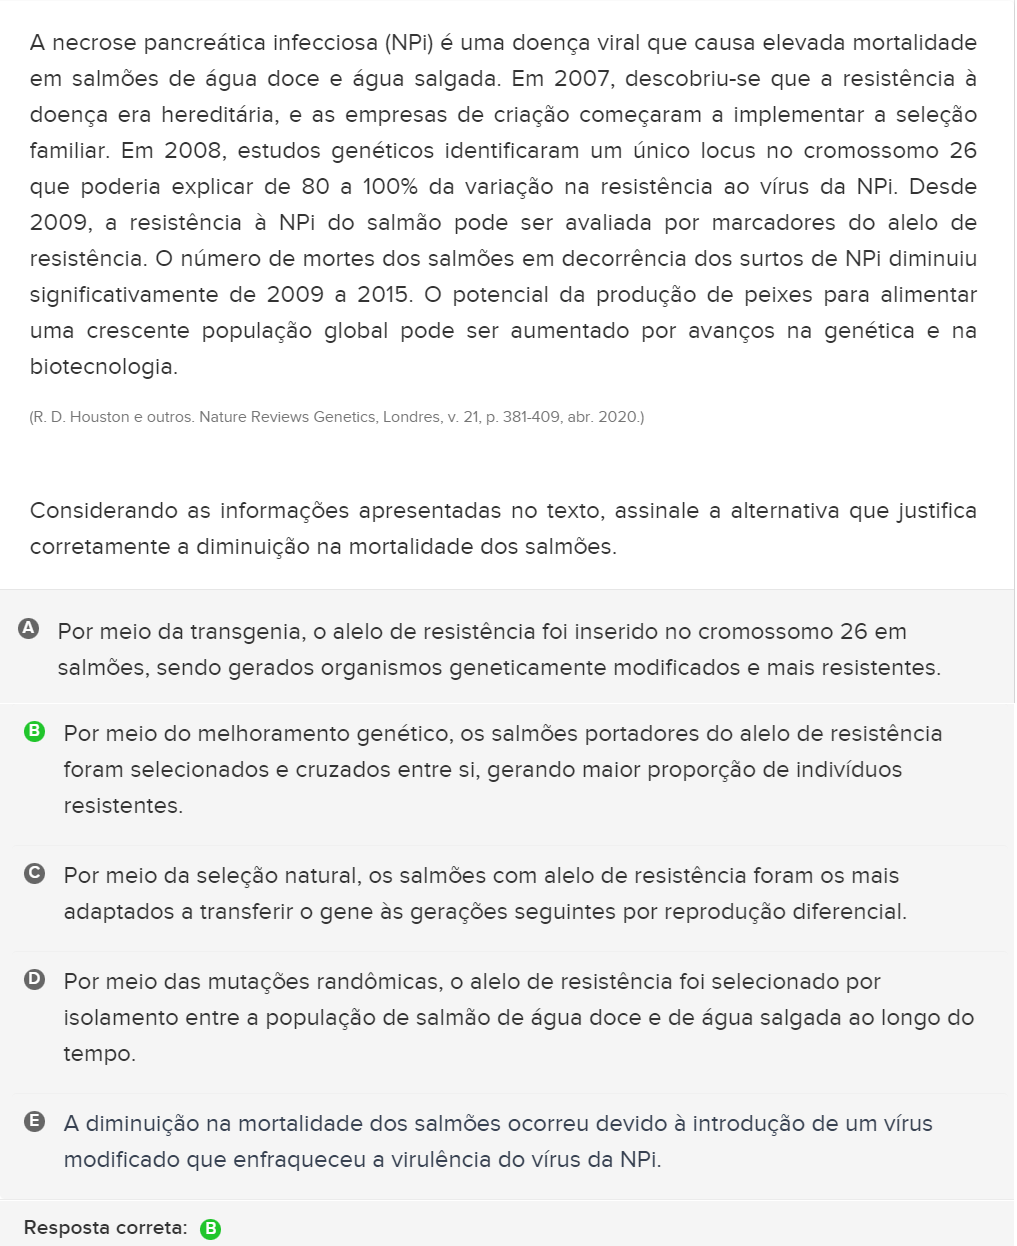 A necrose pancreática infecciosa (NPi) é uma doença viral que causa elevada mortalidade
em salmões de água doce e água salgada. Em 2007, descobriu-se que a resistência à
doença era hereditária, e as empresas de criação começaram a implementar a seleção
familiar. Em 2008, estudos genéticos identificaram um único locus no cromossomo 26
que poderia explicar de 80 a 100% da variação na resistência ao vírus da NPi. Desde
2009, a resistência à NPi do salmão pode ser avaliada por marcadores do alelo de
resistência. O número de mortes dos salmões em decorrência dos surtos de NPi diminuiu
significativamente de 2009 a 2015. O potencial da produção de peixes para alimentar
uma crescente população global pode ser aumentado por avanços na genética e na
biotecnologia.
(R. D. Houston e outros. Nature Reviews Genetics, Londres, v. 21, p. 381-409, abr. 2020.)
Considerando as informações apresentadas no texto, assinale a alternativa que justifica
corretamente a diminuição na mortalidade dos salmões.
A Por meio da transgenia, o alelo de resistência foi inserido no cromossomo 26 em
salmões, sendo gerados organismos geneticamente modificados e mais resistentes.
B Por meio do melhoramento genético, os salmões portadores do alelo de resistência
foram selecionados e cruzados entre si, gerando maior proporção de indivíduos
resistentes.
C Por meio da seleção natural, os salmões com alelo de resistência foram os mais
adaptados a transferir o gene às gerações seguintes por reprodução diferencial.
D Por meio das mutações randômicas, o alelo de resistência foi selecionado por
isolamento entre a população de salmão de água doce e de água salgada ao longo do
tempo.
E A diminuição na mortalidade dos salmões ocorreu devido à introdução de um vírus
modificado que enfraqueceu a virulência do vírus da NPi.
Resposta correta: B